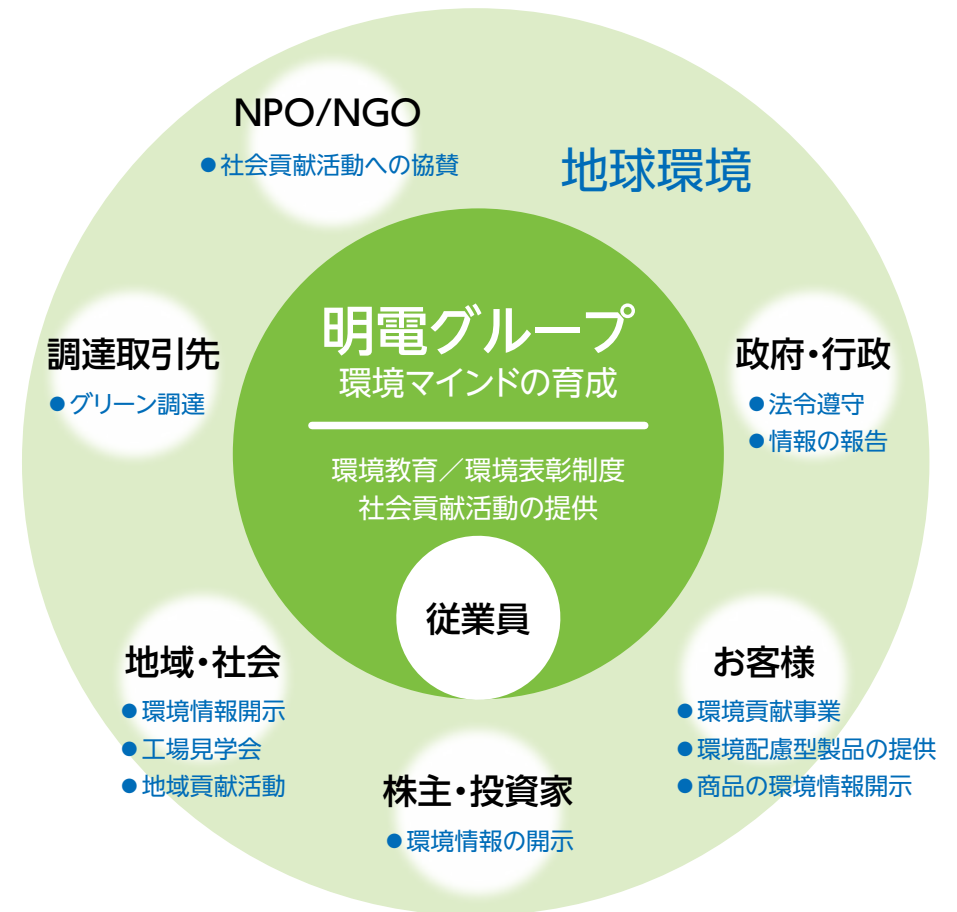 NPO/NGO
●社会貢献活動への協賛
地球環境
明電グループ
環境マインドの育成
環境教育／環境表彰制度
社会貢献活動の提供
従業員
調達取引先
●グリーン調達
政府・行政
●法令遵守
●情報の報告
地域・社会
●環境情報開示
●工場見学会
●地域貢献活動
株主・投資家
●環境情報の開示
お客様
●環境貢献事業
●環境配慮型製品の提供
●商品の環境情報開示